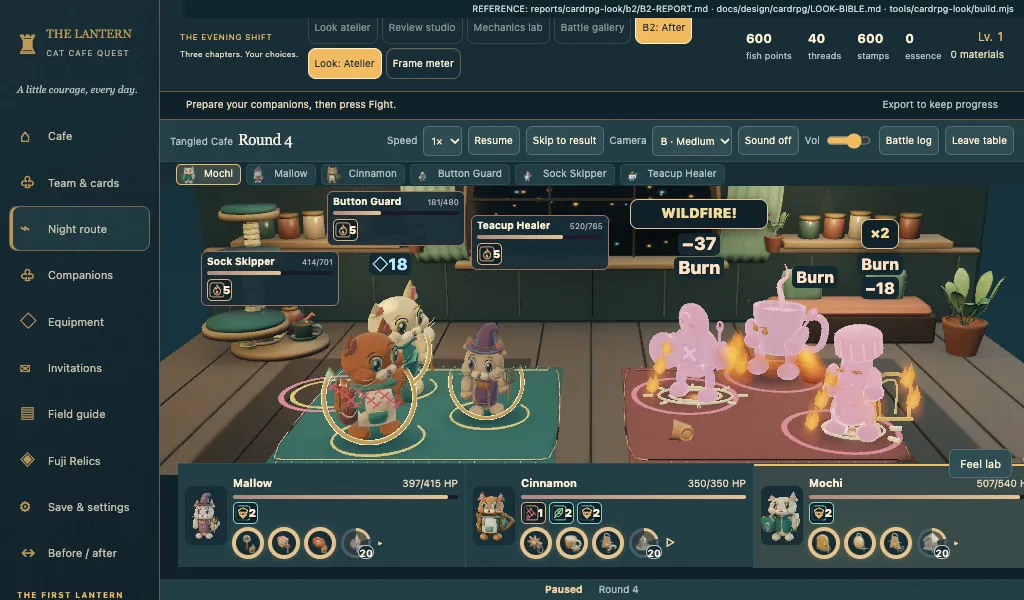 REFERENCE: reports/cardrpg-look/b2/B2-REPORT.md · docs/design/cardrpg/LOOK-BIBLE.md · tools/cardrpg-look/build.mjs
THE LANTERN
CAT CAFE QUEST
A little courage, every day.
Cafe
Team & cards
Night route
Companions
Equipment
Invitations
Field guide
Fuji Relics
Save & settings
Before / after
THE FIRST LANTERN
THE EVENING SHIFT
Three chapters. Your choices.
Look atelier
Review studio
Mechanics lab
Battle gallery
B2: After
Look: Atelier
Frame meter
600
fish points
40
threads
600
stamps
0
essence
Lv. 1
0 materials
Prepare your companions, then press Fight.
Export to keep progress
Tangled Cafe Round 4
Speed
1x
Resume
Skip to result
Camera
B · Medium
Sound off
Vol
Battle log
Leave table
Mochi
Mallow
Cinnamon
Button Guard
Sock Skipper
Teacup Healer
Button Guard 181/480
5
Teacup Healer 520/765
5
Sock Skipper 414/701
5
18
WILDFIRE!
−37
Burn
Burn
×2
Burn
−18
Feel lab
Mallow 397/415 HP
2
20
Cinnamon 350/350 HP
1
2
2
20
Mochi 507/540 H
2
20
Paused Round 4